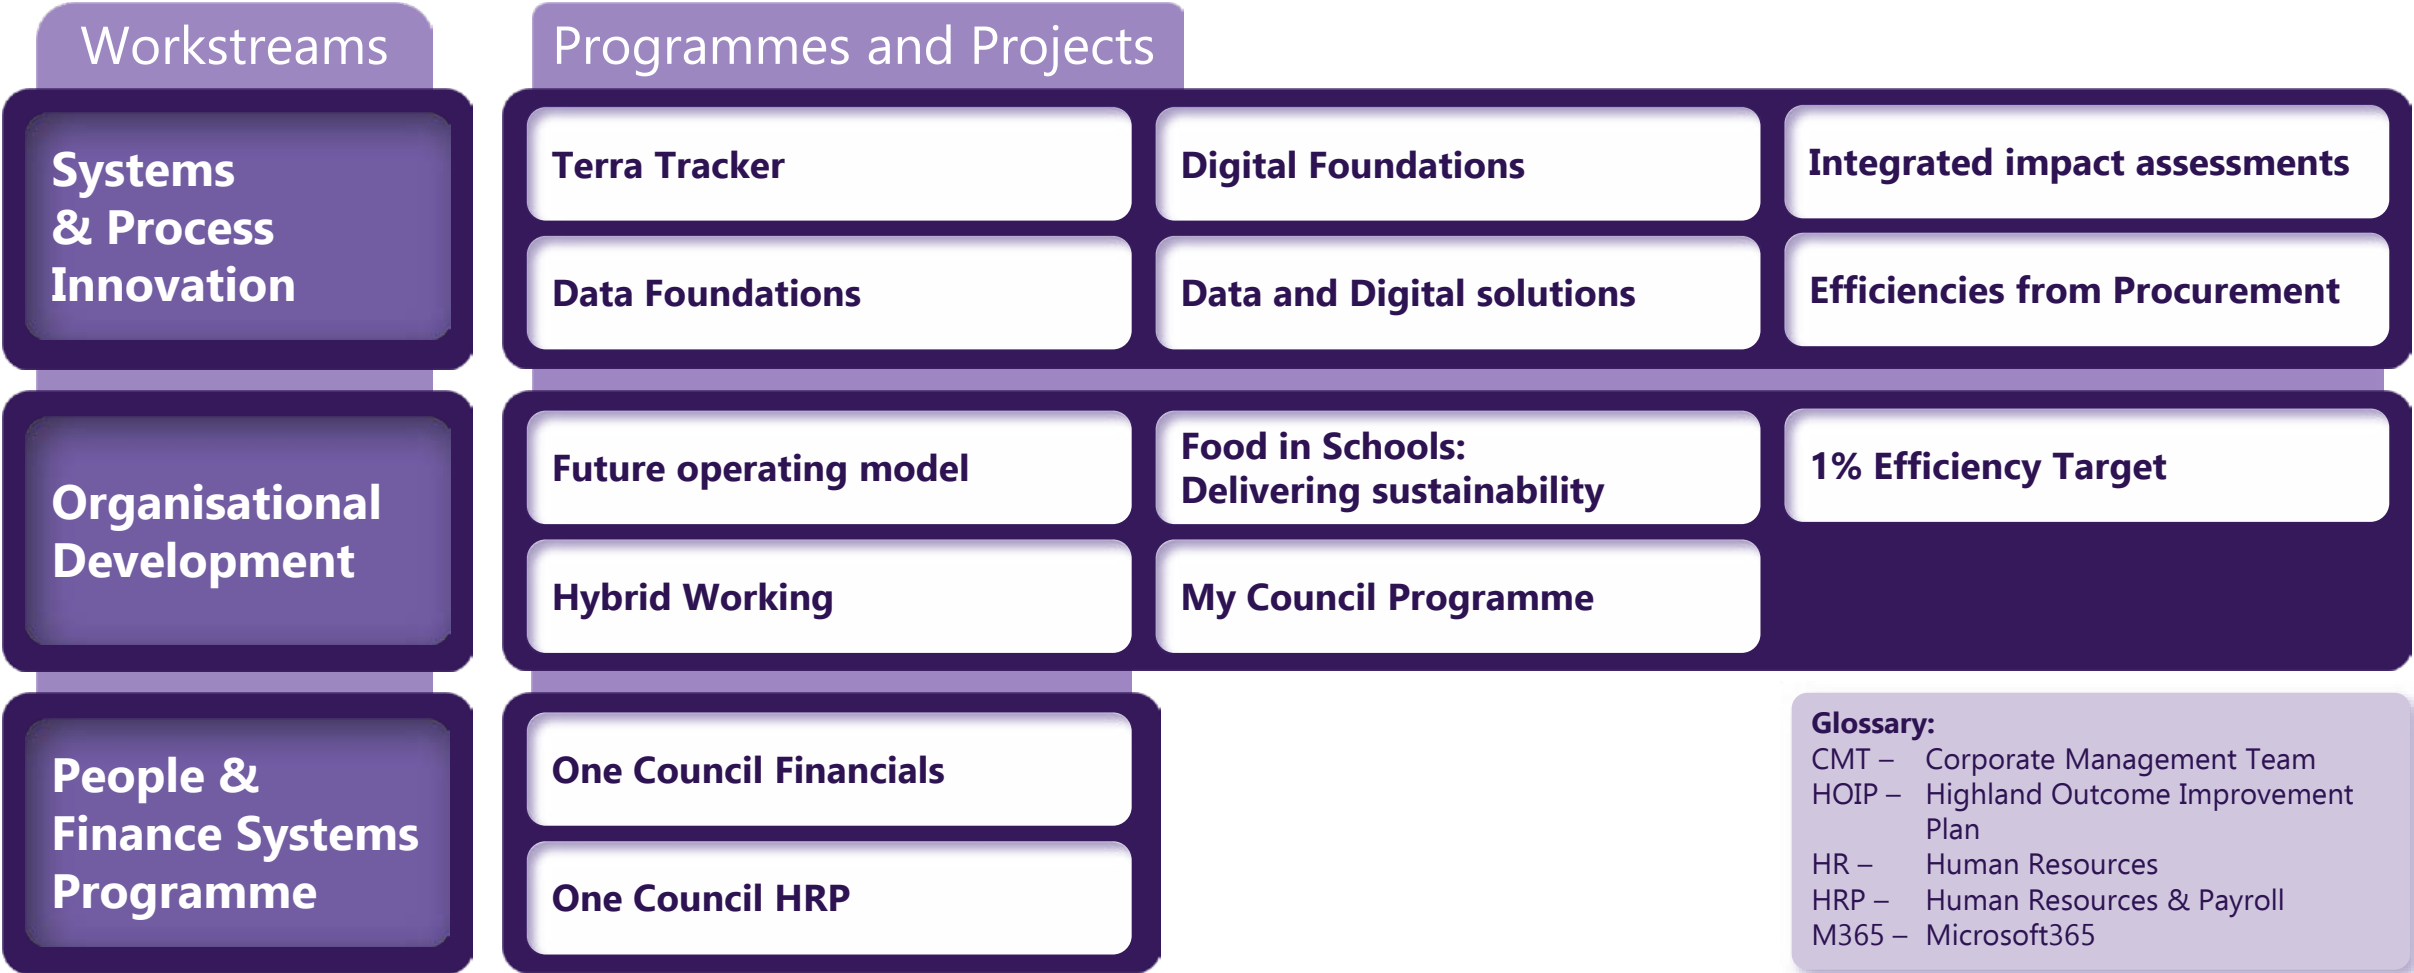 Workstreams
Programmes and Projects
Systems
& Process
Innovation
Terra Tracker
Digital Foundations
Integrated impact assessments
Data Foundations
Data and Digital solutions
Efficiencies from Procurement
Organisational
Development
Future operating model
Food in Schools:
Delivering sustainability
1% Efficiency Target
Hybrid Working
My Council Programme
People &
Finance Systems
Programme
One Council Financials
One Council HRP
Glossary:
CMT – Corporate Management Team
HOIP – Highland Outcome Improvement
Plan
HR – Human Resources
HRP – Human Resources & Payroll
M365 – Microsoft365